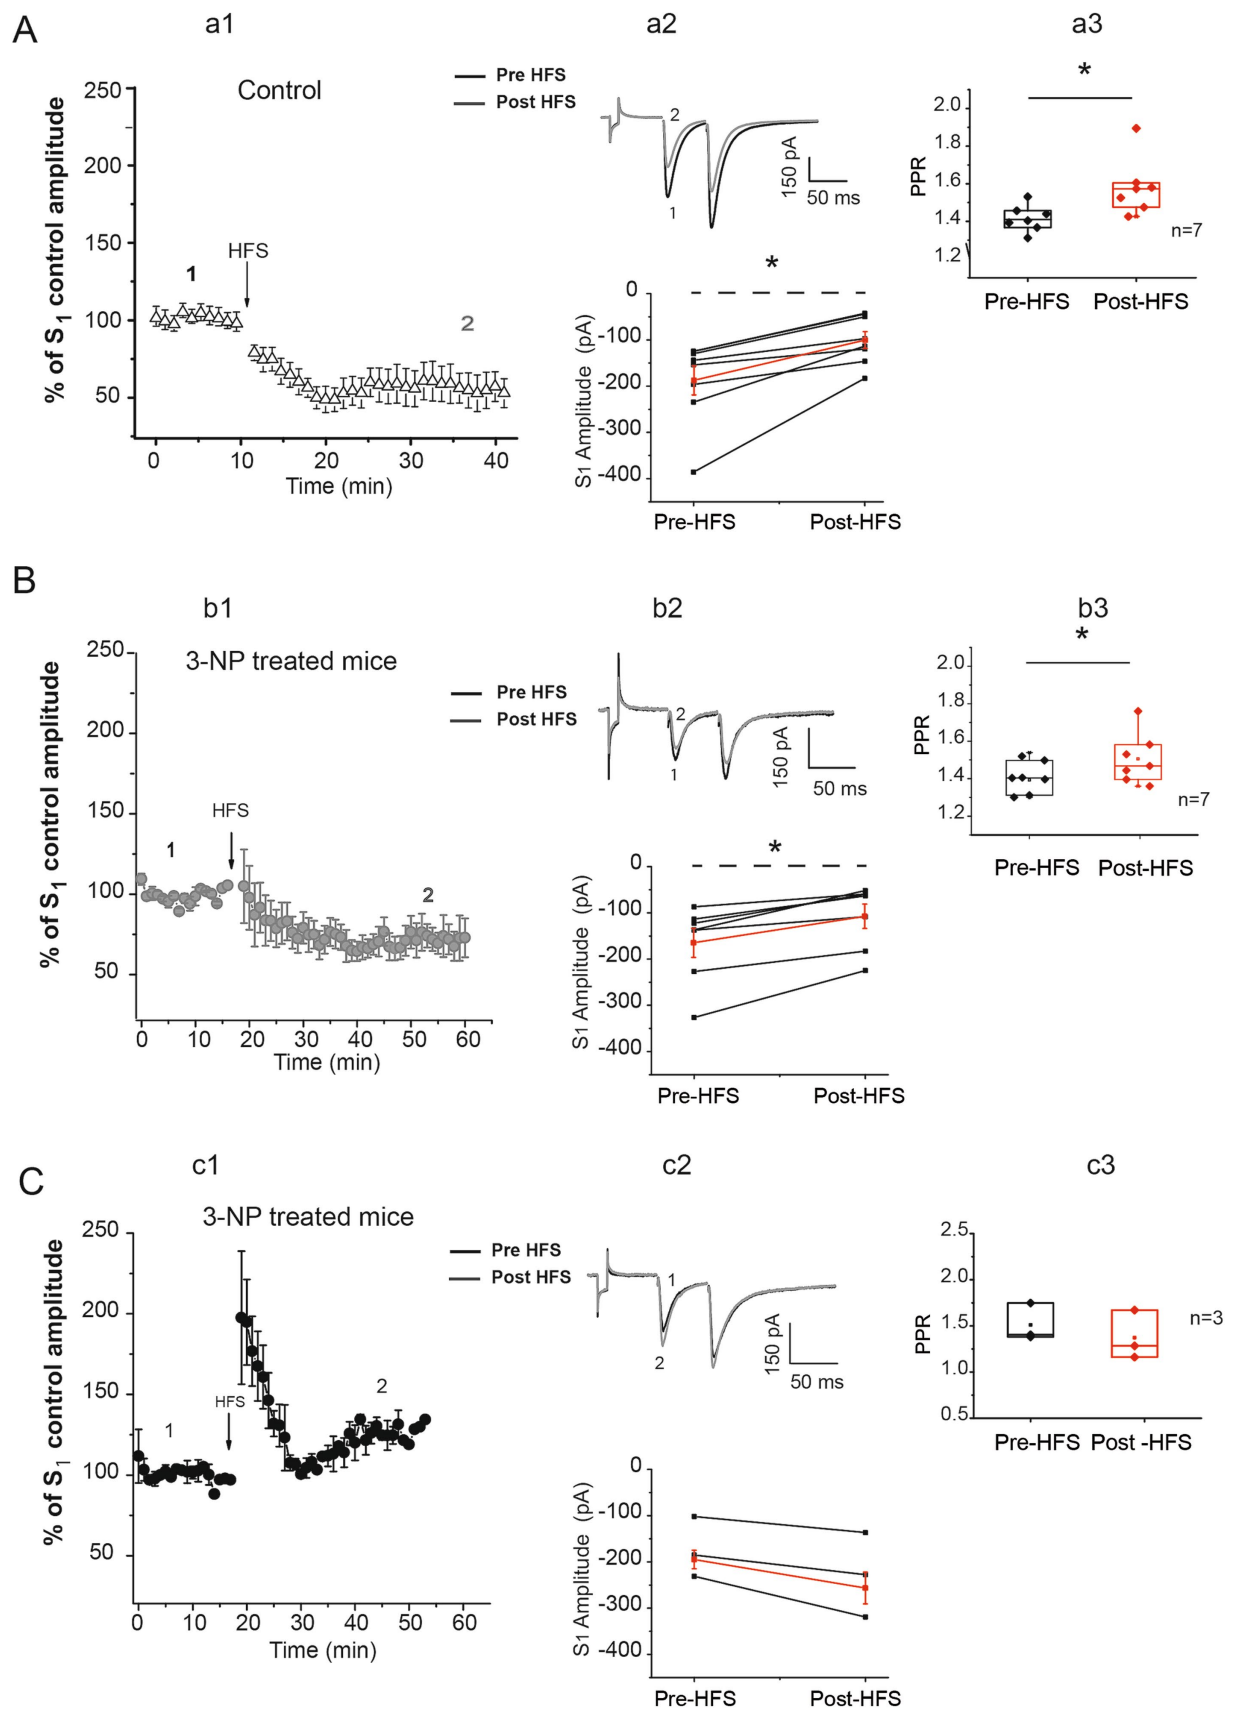 A
a1
a2
a3
Control
Pre HFS
Post HFS
% of S1 control amplitude
250
200
150
100
50
HFS
1
2
0
10
20
30
40
Time (min)
2
1
150 pA
50 ms
*
S1 Amplitude (pA)
0
-100
-200
-300
-400
Pre-HFS
Post-HFS
*
PPR
2.0
1.8
1.6
1.4
1.2
n=7
Pre-HFS
Post-HFS
B
b1
b2
b3
3-NP treated mice
Pre HFS
Post HFS
% of S1 control amplitude
250
200
150
100
50
HFS
1
2
0
10
20
30
40
50
60
Time (min)
2
1
150 pA
50 ms
*
S1 Amplitude (pA)
0
-100
-200
-300
-400
Pre-HFS
Post-HFS
*
PPR
2.0
1.8
1.6
1.4
1.2
n=7
Pre-HFS
Post-HFS
C
c1
c2
c3
3-NP treated mice
Pre HFS
Post HFS
% of S1 control amplitude
250
200
150
100
50
HFS
1
2
0
10
20
30
40
50
60
Time (min)
1
2
150 pA
50 ms
S1 Amplitude (pA)
0
-100
-200
-300
-400
Pre-HFS
Post-HFS
PPR
2.5
2.0
1.5
1.0
0.5
n=3
Pre-HFS
Post -HFS